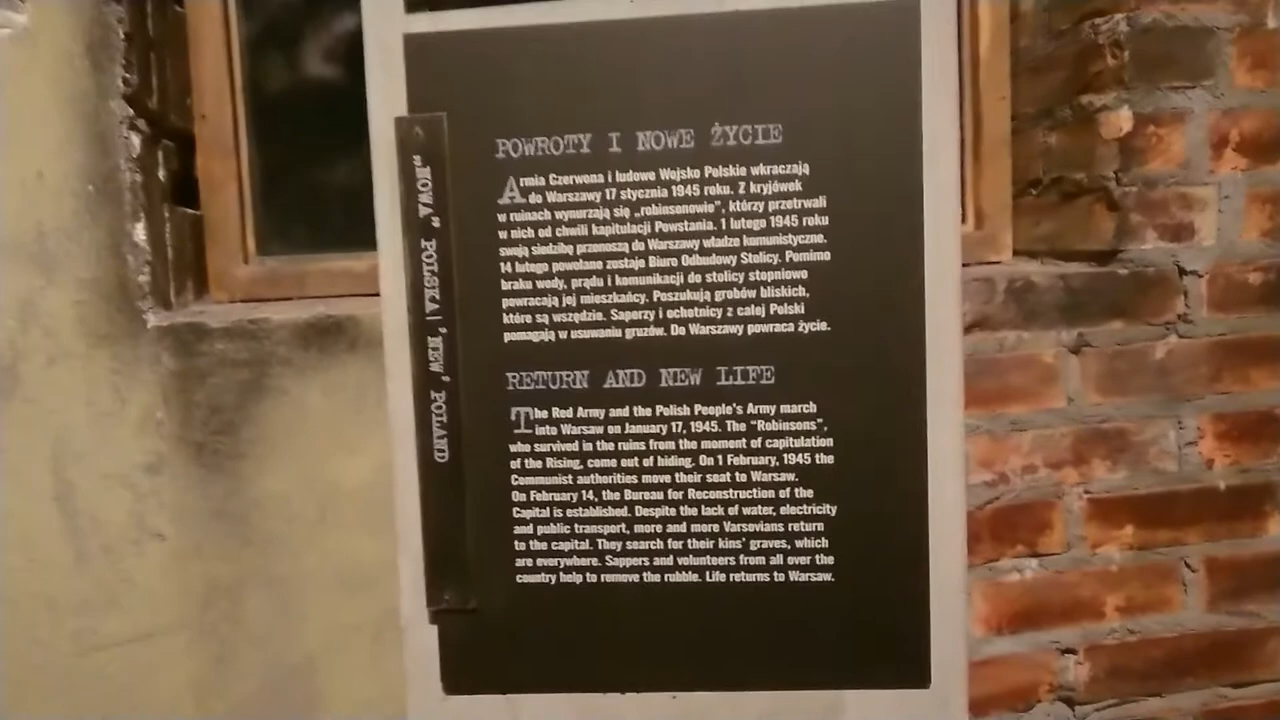 „NOWA” POLSKA | ‘NEW’ POLAND
POWROTY I NOWE ŻYCIE
Armia Czerwona i ludowe Wojsko Polskie wkraczają
do Warszawy 17 stycznia 1945 roku. Z kryjówek
w ruinach wynurzają się „robinsonowie”, którzy przetrwali
w nich od chwili kapitulacji Powstania. 1 lutego 1945 roku
swoją siedzibę przenoszą do Warszawy władze komunistyczne.
14 lutego powołane zostaje Biuro Odbudowy Stolicy. Pomimo
braku wody, prądu i komunikacji do stolicy stopniowo
powracają jej mieszkańcy. Poszukują grobów bliskich,
które są wszędzie. Saperzy i ochotnicy z całej Polski
pomagają w usuwaniu gruzów. Do Warszawy powraca życie.
RETURN AND NEW LIFE
The Red Army and the Polish People's Army march
into Warsaw on January 17, 1945. The “Robinsons”,
who survived in the ruins from the moment of capitulation
of the Rising, come out of hiding. On 1 February, 1945 the
Communist authorities move their seat to Warsaw.
On February 14, the Bureau for Reconstruction of the
Capital is established. Despite the lack of water, electricity
and public transport, more and more Varsovians return
to the capital. They search for their kins' graves, which
are everywhere. Sappers and volunteers from all over the
country help to remove the rubble. Life returns to Warsaw.